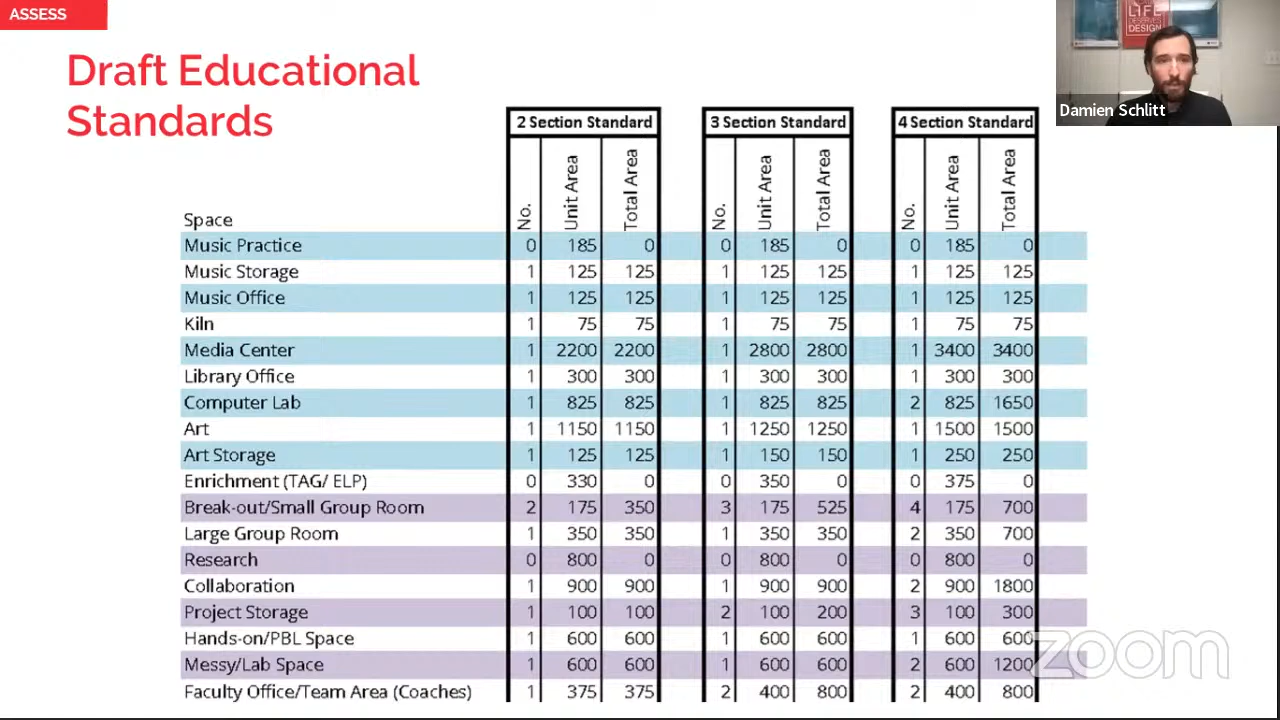 ASSESS
LIFE
DESERVES
DESIGN
Damien Schlitt
Draft Educational
Standards
2 Section Standard 3 Section Standard 4 Section Standard
Space No. Unit Area Total Area No. Unit Area Total Area No. Unit Area Total Area
Music Practice 0 185 0 0 185 0 0 185 0
Music Storage 1 125 125 1 125 125 1 125 125
Music Office 1 125 125 1 125 125 1 125 125
Kiln 1 75 75 1 75 75 1 75 75
Media Center 1 2200 2200 1 2800 2800 1 3400 3400
Library Office 1 300 300 1 300 300 1 300 300
Computer Lab 1 825 825 1 825 825 2 825 1650
Art 1 1150 1150 1 1250 1250 1 1500 1500
Art Storage 1 125 125 1 150 150 1 250 250
Enrichment (TAG/ ELP) 0 330 0 0 350 0 0 375 0
Break-out/Small Group Room 2 175 350 3 175 525 4 175 700
Large Group Room 1 350 350 1 350 350 2 350 700
Research 0 800 0 0 800 0 0 800 0
Collaboration 1 900 900 1 900 900 2 900 1800
Project Storage 1 100 100 2 100 200 3 100 300
Hands-on/PBL Space 1 600 600 1 600 600 1 600 600
Messy/Lab Space 1 600 600 1 600 600 2 600 1200
Faculty Office/Team Area (Coaches) 1 375 375 2 400 800 2 400 800
zoom